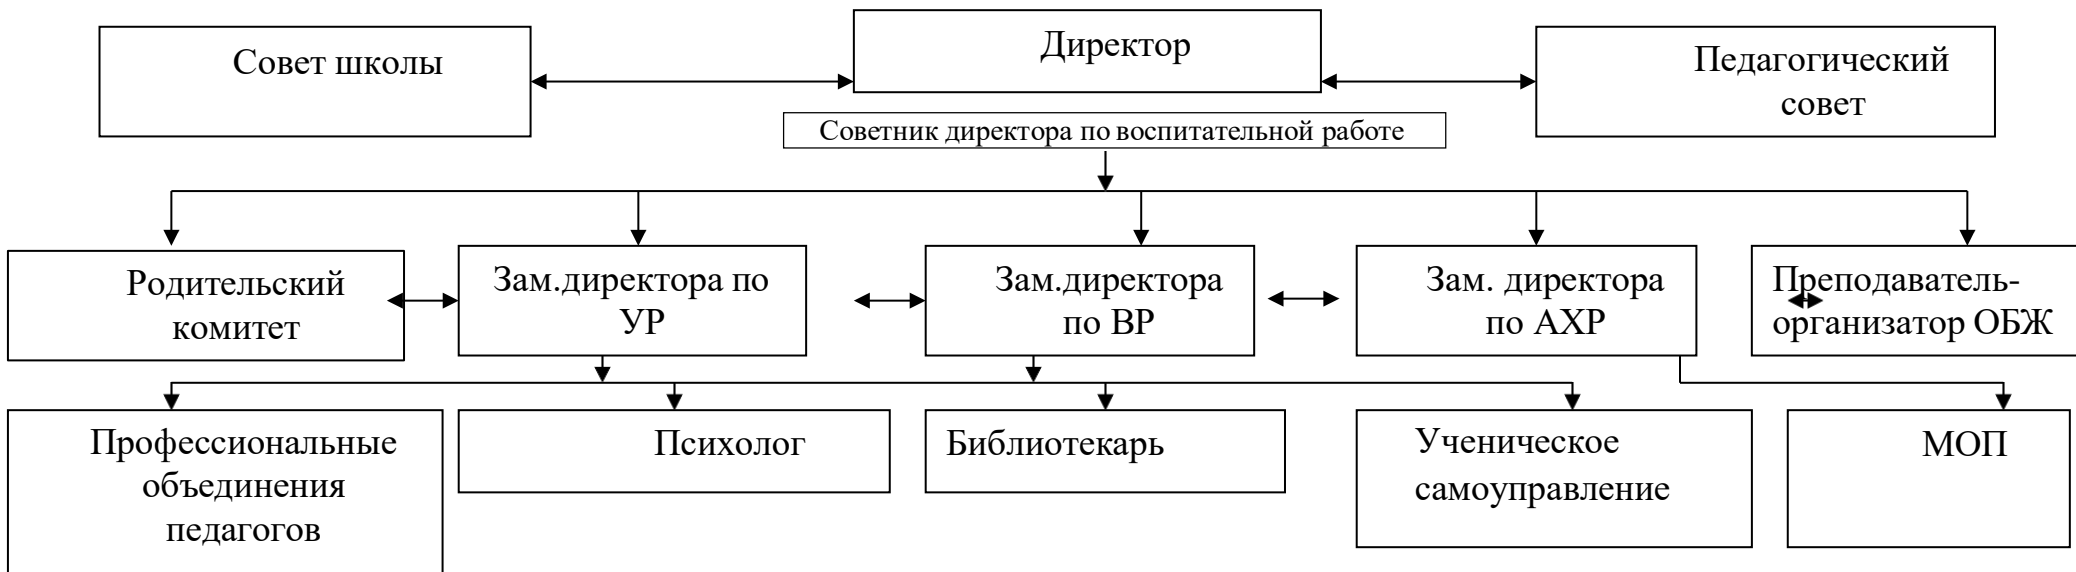 Совет школы
Директор
Педагогический
совет
Советник директора по воспитательной работе
Родительский
комитет
Зам.директора по
УР
Зам.директора
по ВР
Зам. директора
по АХР
Преподаватель-
организатор ОБЖ
Профессиональные
объединения
педагогов
Психолог
Библиотекарь
Ученическое
самоуправление
МОП